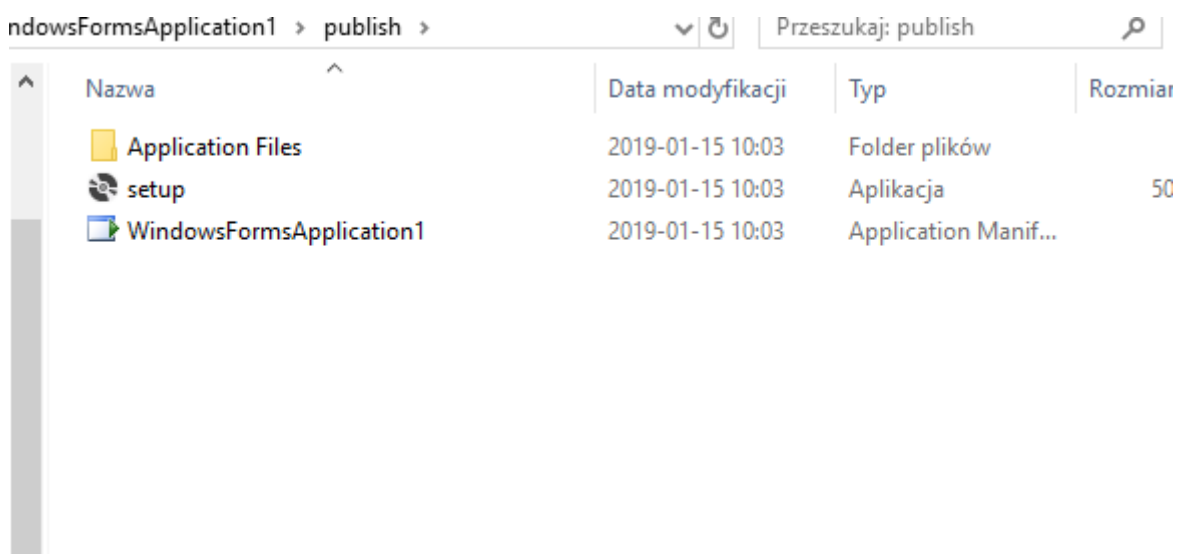 ndowsFormsApplication1 > publish > Przeszukaj: publish
Nazwa Data modyfikacji Typ Rozmiar
Application Files 2019-01-15 10:03 Folder plików
setup 2019-01-15 10:03 Aplikacja 50
WindowsFormsApplication1 2019-01-15 10:03 Application Manif...